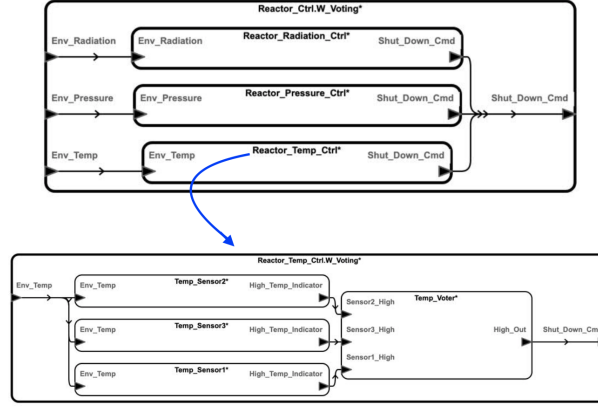 Reactor_Ctrl.W_Voting*
Env_Radiation Env_Radiation Reactor_Radiation_Ctrl* Shut_Down_Cmd
Env_Pressure Env_Pressure Reactor_Pressure_Ctrl* Shut_Down_Cmd Shut_Down_Cmd
Env_Temp Env_Temp Reactor_Temp_Ctrl* Shut_Down_Cmd
Reactor_Temp_Ctrl.W_Voting*
Env_Temp Env_Temp Temp_Sensor2* High_Temp_Indicator
Sensor2_High Temp_Voter*
Env_Temp Temp_Sensor3* High_Temp_Indicator Sensor3_High High_Out Shut_Down_Cm
Sensor1_High
Env_Temp Temp_Sensor1* High_Temp_Indicator